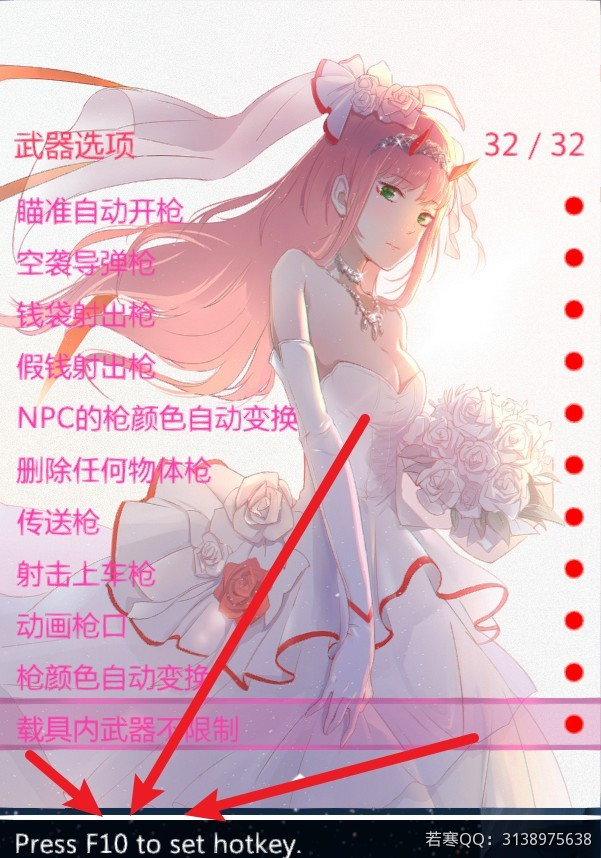 武器选项 32 / 32
瞄准自动开枪
空袭导弹枪
钱袋射出枪
假钱射出枪
NPC的枪颜色自动变换
删除任何物体枪
传送枪
射击上车枪
动画枪口
枪颜色自动变换
载具内武器不限制
Press F10 to set hotkey.
若寒QQ：3138975638